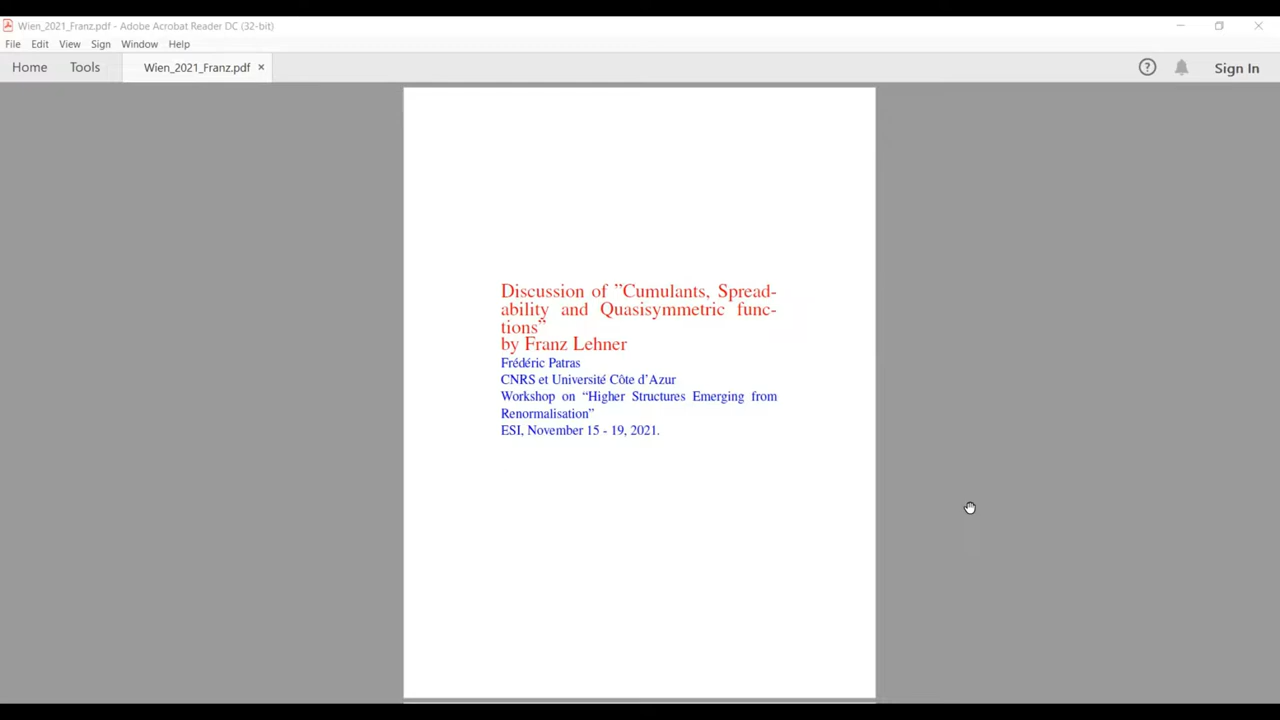 Wien_2021_Franz.pdf - Adobe Acrobat Reader DC (32-bit)
File Edit View Sign Window Help
Home Tools Wien_2021_Franz.pdf × Sign In
Discussion of ”Cumulants, Spread-
ability and Quasisymmetric func-
tions”
by Franz Lehner
Frédéric Patras
CNRS et Université Côte d’Azur
Workshop on “Higher Structures Emerging from
Renormalisation”
ESI, November 15 - 19, 2021.